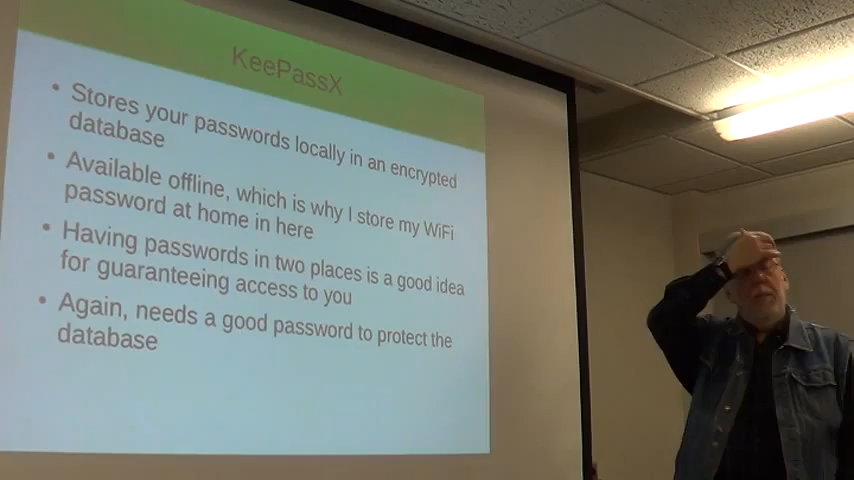 KeePassX
• Stores your passwords locally in an encrypted
database
• Available offline, which is why I store my WiFi
password at home in here
• Having passwords in two places is a good idea
for guaranteeing access to you
• Again, needs a good password to protect the
database